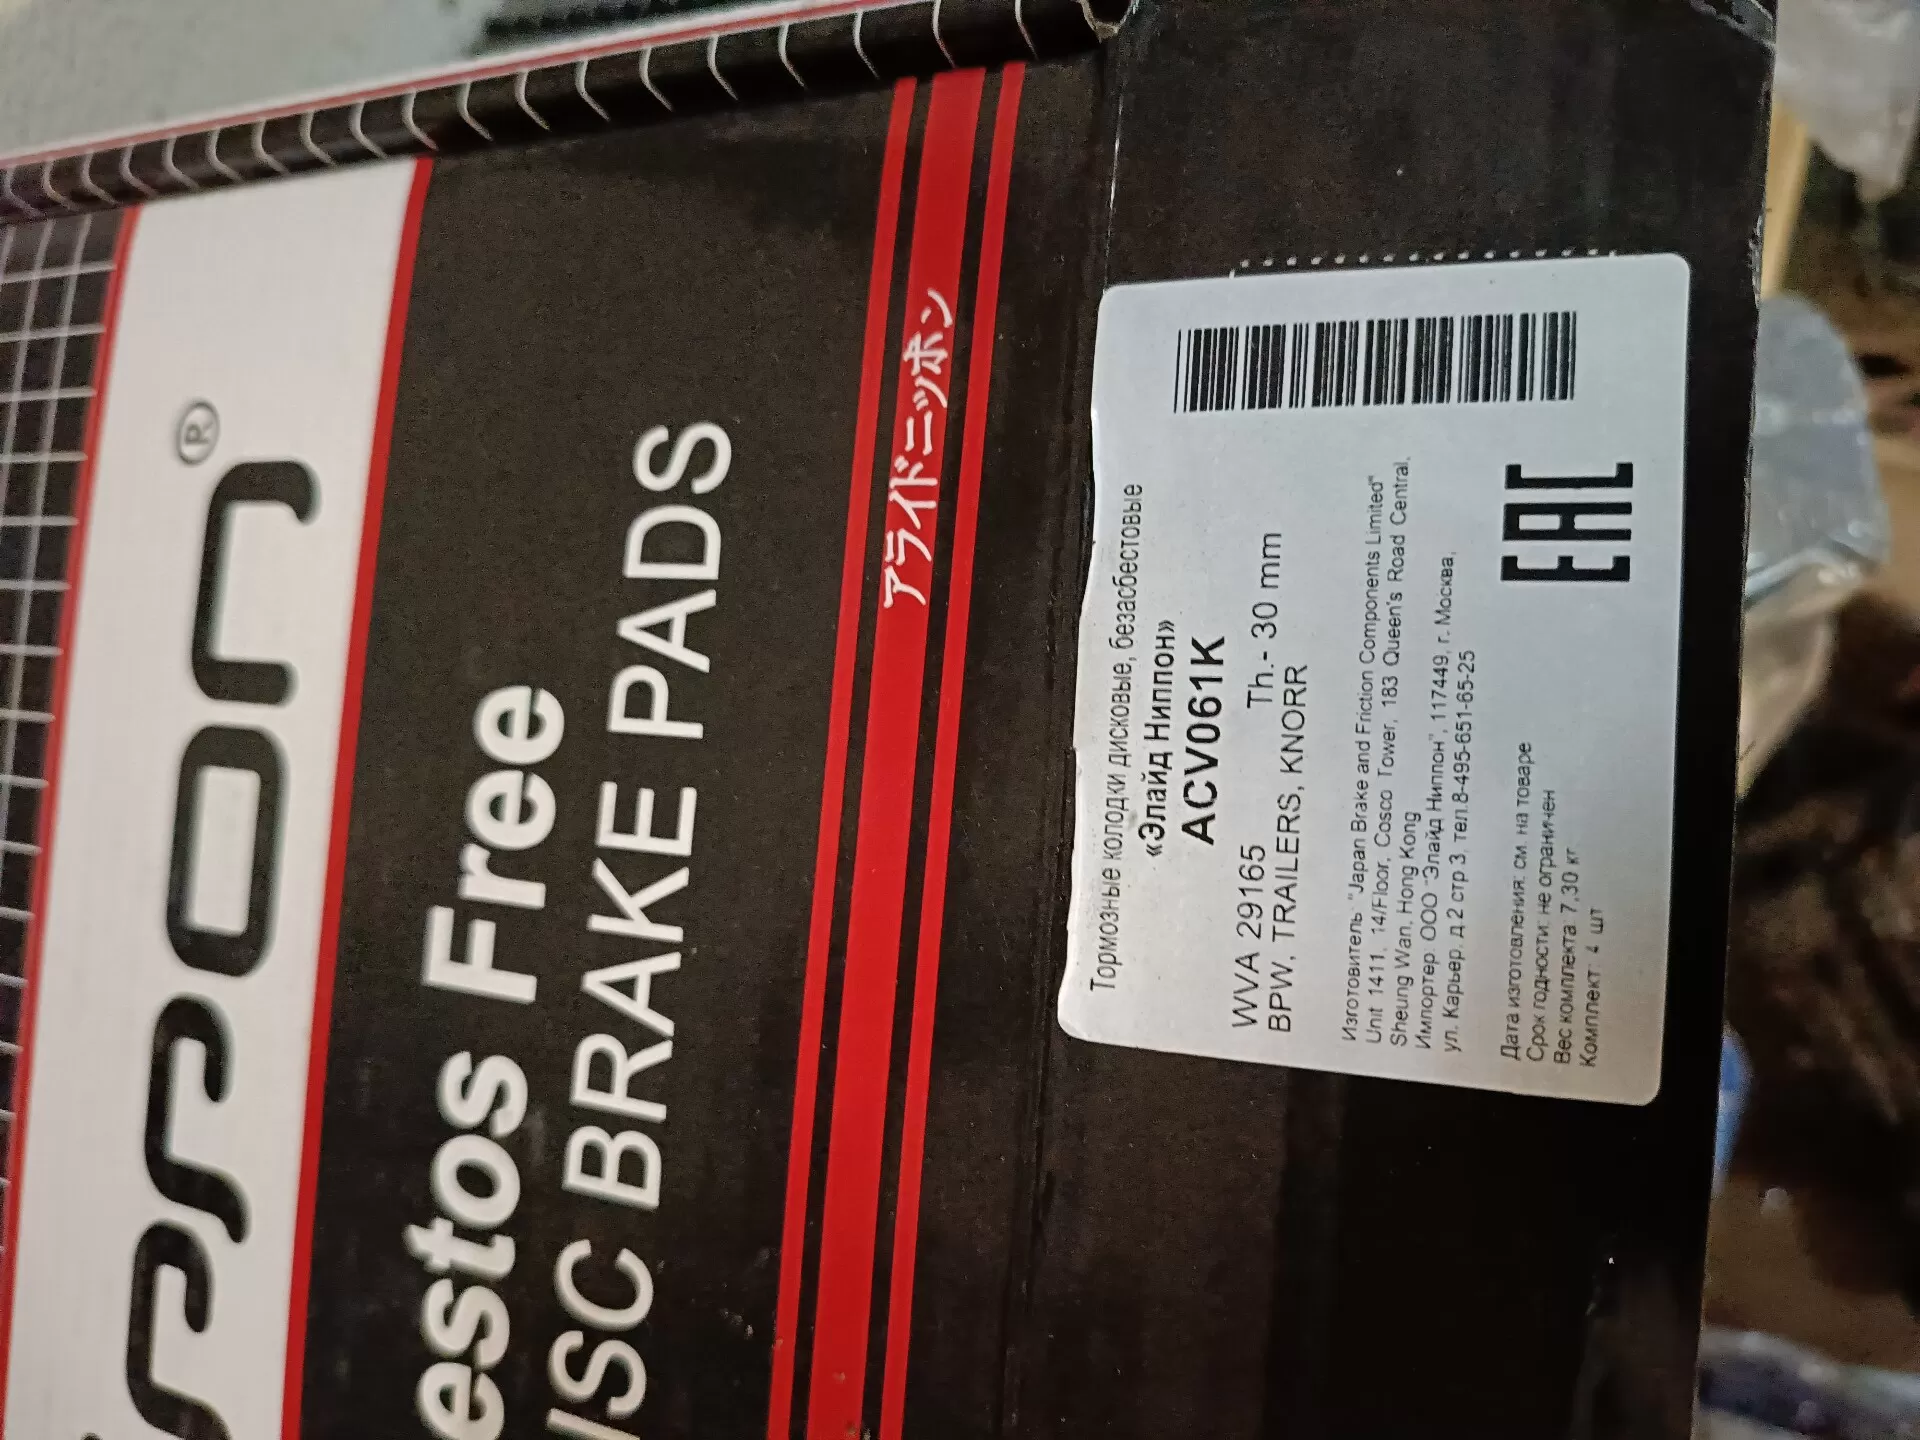 ®
Free
BRAKE PADS
アライドニッポン
Тормозные колодки дисковые, безасбестовые
«Элайд Ниппон»
ACV061K
WVA 29165 Th.- 30 mm
BPW, TRAILERS, KNORR
Изготовитель: "Japan Brake and Friction Components Limited"
Unit 1411, 14/Floor, Cosco Tower, 183 Queen's Road Central,
Sheung Wan, Hong Kong
Импортер: ООО "Элайд Ниппон", 117449, г. Москва,
ул. Карьер, д.2 стр 3, тел.8-495-651-65-25
Дата изготовления: см. на товаре
Срок годности: не ограничен
Вес комплекта: 7,30 кг
Комплект: 4 шт
EAC